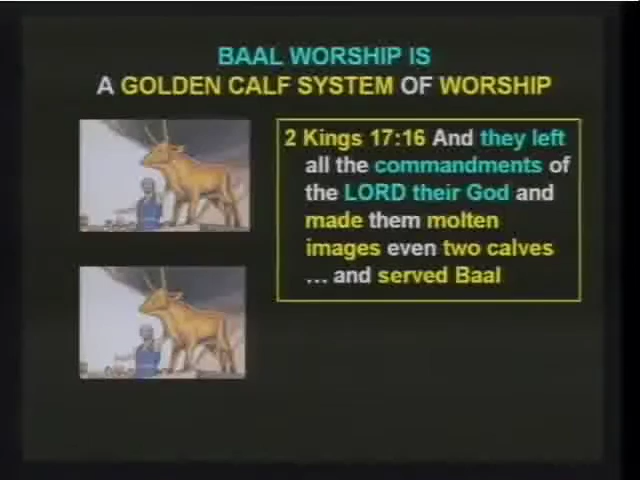 BAAL WORSHIP IS
A GOLDEN CALF SYSTEM OF WORSHIP
2 Kings 17:16 And they left
all the commandments of
the LORD their God and
made them molten
images even two calves
... and served Baal